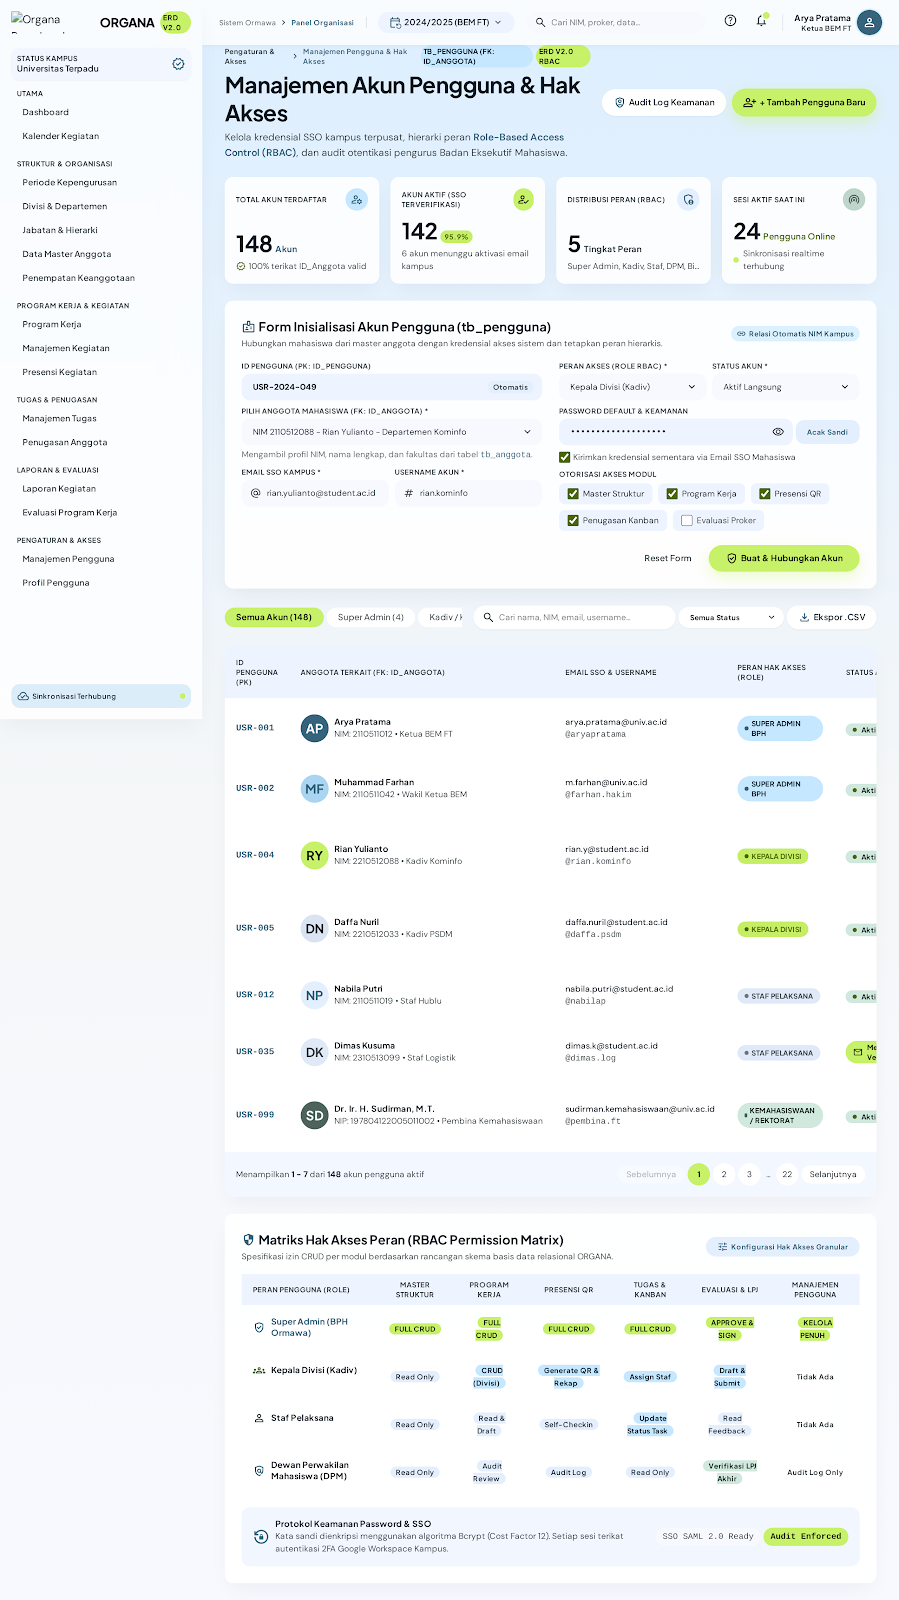 Organa
ORGANA
ERD V2.0
STATUS KAMPUS
Universitas Terpadu
UTAMA
Dashboard
Kalender Kegiatan
STRUKTUR & ORGANISASI
Periode Kepengurusan
Divisi & Departemen
Jabatan & Hierarki
Data Master Anggota
Penempatan Keanggotaan
PROGRAM KERJA & KEGIATAN
Program Kerja
Manajemen Kegiatan
Presensi Kegiatan
TUGAS & PENUGASAN
Manajemen Tugas
Penugasan Anggota
LAPORAN & EVALUASI
Laporan Kegiatan
Evaluasi Program Kerja
PENGATURAN & AKSES
Manajemen Pengguna
Profil Pengguna
Sinkronisasi Terhubung
Sistem Ormawa > Panel Organisasi
2024/2025 (BEM FT)
Cari NIM, proker, data...
Arya Pratama
Ketua BEM FT
Pengaturan & Akses > Manajemen Pengguna & Hak Akses
TB_PENGGUNA (FK: ID_ANGGOTA)
ERD V2.0 RBAC
Manajemen Akun Pengguna & Hak
Akses
Kelola kredensial SSO kampus terpusat, hierarki peran Role-Based Access
Control (RBAC), dan audit otentikasi pengurus Badan Eksekutif Mahasiswa.
Audit Log Keamanan
+ Tambah Pengguna Baru
TOTAL AKUN TERDAFTAR
148 Akun
100% terikat ID_Anggota valid
AKUN AKTIF (SSO TERVERIFIKASI)
142 95.9%
6 akun menunggu aktivasi email kampus
DISTRIBUSI PERAN (RBAC)
5 Tingkat Peran
Super Admin, Kadiv, Staf, DPM, Bi...
SESI AKTIF SAAT INI
24 Pengguna Online
Sinkronisasi realtime terhubung
Form Inisialisasi Akun Pengguna (tb_pengguna)
Hubungkan mahasiswa dari master anggota dengan kredensial akses sistem dan tetapkan peran hierarkis.
Relasi Otomatis NIM Kampus
ID PENGGUNA (PK: ID_PENGGUNA)
USR-2024-049 Otomatis
PILIH ANGGOTA MAHASISWA (FK: ID_ANGGOTA) *
NIM 2110512088 - Rian Yulianto - Departemen Kominfo
Mengambil profil NIM, nama lengkap, dan fakultas dari tabel tb_anggota.
EMAIL SSO KAMPUS *
rian.yulianto@student.ac.id
USERNAME AKUN *
rian.kominfo
PERAN AKSES (ROLE RBAC) *
Kepala Divisi (Kadiv)
STATUS AKUN *
Aktif Langsung
PASSWORD DEFAULT & KEAMANAN
Acak Sandi
Kirimkan kredensial sementara via Email SSO Mahasiswa
OTORISASI AKSES MODUL
Master Struktur
Program Kerja
Presensi QR
Penugasan Kanban
Evaluasi Proker
Reset Form
Buat & Hubungkan Akun
Semua Akun (148)
Super Admin (4)
Kadiv /
Cari nama, NIM, email, username..
Semua Status
Ekspor .CSV
ID PENGGUNA (PK)
ANGGOTA TERKAIT (FK: ID_ANGGOTA)
EMAIL SSO & USERNAME
PERAN HAK AKSES (ROLE)
STATUS
USR-001
AP
Arya Pratama
NIM: 2110511012 • Ketua BEM FT
arya.pratama@univ.ac.id
@aryapratama
SUPER ADMIN BPH
Akti
USR-002
MF
Muhammad Farhan
NIM: 2110511042 • Wakil Ketua BEM
m.farhan@univ.ac.id
@farhan.hakim
SUPER ADMIN BPH
Akti
USR-004
RY
Rian Yulianto
NIM: 2210512088 • Kadiv Kominfo
rian.y@student.ac.id
@rian.kominfo
KEPALA DIVISI
Akti
USR-005
DN
Daffa Nuril
NIM: 2210512033 • Kadiv PSDM
daffa.nuril@student.ac.id
@daffa.psdm
KEPALA DIVISI
Akti
USR-012
NP
Nabila Putri
NIM: 2110511019 • Staf Hublu
nabila.putri@student.ac.id
@nabilap
STAF PELAKSANA
Akti
USR-035
DK
Dimas Kusuma
NIM: 2310513099 • Staf Logistik
dimas.k@student.ac.id
@dimas.log
STAF PELAKSANA
Me
Ve
USR-099
SD
Dr. Ir. H. Sudirman, M.T.
NIP: 197804122005011002 • Pembina Kemahasiswaan
sudirman.kemahasiswaan@univ.ac.id
@pembina.ft
KEMAHASISWAAN / REKTORAT
Akti
Menampilkan 1 - 7 dari 148 akun pengguna aktif
Sebelumnya 1 2 3 ... 22 Selanjutnya
Matriks Hak Akses Peran (RBAC Permission Matrix)
Spesifikasi izin CRUD per modul berdasarkan rancangan skema basis data relasional ORGANA.
Konfigurasi Hak Akses Granular
PERAN PENGGUNA (ROLE)
MASTER STRUKTUR
PROGRAM KERJA
PRESENSI QR
TUGAS & KANBAN
EVALUASI & LPJ
MANAJEMEN PENGGUNA
Super Admin (BPH Ormawa)
FULL CRUD
FULL CRUD
FULL CRUD
FULL CRUD
APPROVE & SIGN
KELOLA PENUH
Kepala Divisi (Kadiv)
Read Only
CRUD (Divisi)
Generate QR & Rekap
Assign Staf
Draft & Submit
Tidak Ada
Staf Pelaksana
Read Only
Read & Draft
Self-Checkin
Update Status Task
Read Feedback
Tidak Ada
Dewan Perwakilan Mahasiswa (DPM)
Read Only
Audit Review
Audit Log
Read Only
Verifikasi LPJ Akhir
Audit Log Only
Protokol Keamanan Password & SSO
Kata sandi dienkripsi menggunakan algoritma Bcrypt (Cost Factor 12). Setiap sesi terikat
autentikasi 2FA Google Workspace Kampus.
SSO SAML 2.0 Ready
Audit Enforced